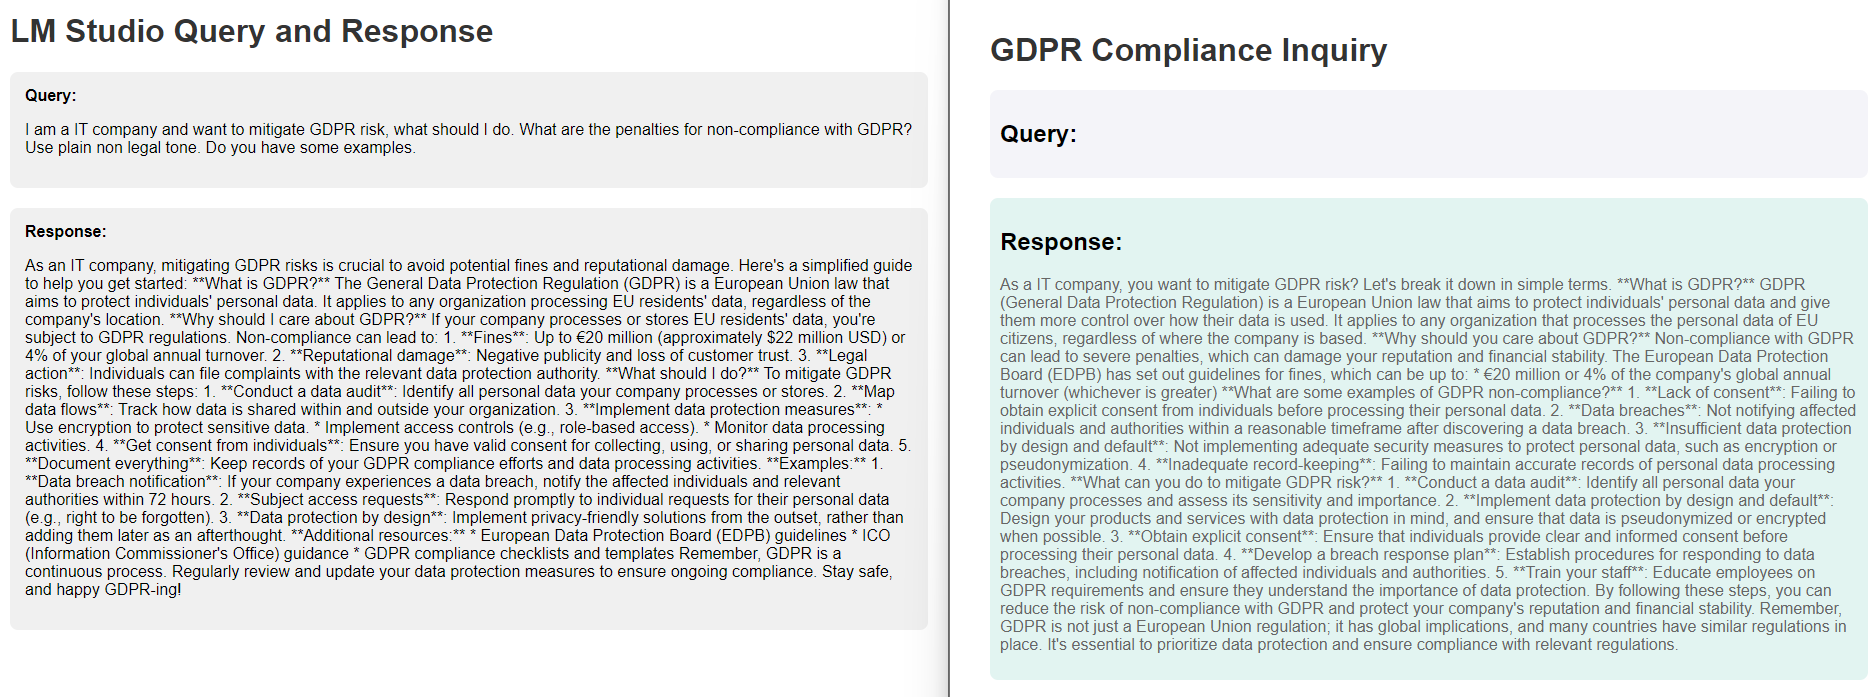 LM Studio Query and Response
Query:
I am a IT company and want to mitigate GDPR risk, what should I do. What are the penalties for non-compliance with GDPR?
Use plain non legal tone. Do you have some examples.
Response:
As an IT company, mitigating GDPR risks is crucial to avoid potential fines and reputational damage. Here's a simplified guide
to help you get started: **What is GDPR?** The General Data Protection Regulation (GDPR) is a European Union law that
aims to protect individuals' personal data. It applies to any organization processing EU residents' data, regardless of the
company's location. **Why should I care about GDPR?** If your company processes or stores EU residents' data, you're
subject to GDPR regulations. Non-compliance can lead to: 1. **Fines**: Up to €20 million (approximately $22 million USD) or
4% of your global annual turnover. 2. **Reputational damage**: Negative publicity and loss of customer trust. 3. **Legal
action**: Individuals can file complaints with the relevant data protection authority. **What should I do?** To mitigate GDPR
risks, follow these steps: 1. **Conduct a data audit**: Identify all personal data your company processes or stores. 2. **Map
data flows**: Track how data is shared within and outside your organization. 3. **Implement data protection measures**: *
Use encryption to protect sensitive data. * Implement access controls (e.g., role-based access). * Monitor data processing
activities. 4. **Get consent from individuals**: Ensure you have valid consent for collecting, using, or sharing personal data. 5.
**Document everything**: Keep records of your GDPR compliance efforts and data processing activities. **Examples:** 1.
**Data breach notification**: If your company experiences a data breach, notify the affected individuals and relevant
authorities within 72 hours. 2. **Subject access requests**: Respond promptly to individual requests for their personal data
(e.g., right to be forgotten). 3. **Data protection by design**: Implement privacy-friendly solutions from the outset, rather than
adding them later as an afterthought. **Additional resources:** * European Data Protection Board (EDPB) guidelines * ICO
(Information Commissioner's Office) guidance * GDPR compliance checklists and templates Remember, GDPR is a
continuous process. Regularly review and update your data protection measures to ensure ongoing compliance. Stay safe,
and happy GDPR-ing!
GDPR Compliance Inquiry
Query:
Response:
As a IT company, you want to mitigate GDPR risk? Let's break it down in simple terms. **What is GDPR?** GDPR
(General Data Protection Regulation) is a European Union law that aims to protect individuals' personal data and give
them more control over how their data is used. It applies to any organization that processes the personal data of EU
citizens, regardless of where the company is based. **Why should you care about GDPR?** Non-compliance with GDPR
can lead to severe penalties, which can damage your reputation and financial stability. The European Data Protection
Board (EDPB) has set out guidelines for fines, which can be up to: * €20 million or 4% of the company's global annual
turnover (whichever is greater) **What are some examples of GDPR non-compliance?** 1. **Lack of consent**: Failing to
obtain explicit consent from individuals before processing their personal data. 2. **Data breaches**: Not notifying affected
individuals and authorities within a reasonable timeframe after discovering a data breach. 3. **Insufficient data protection
by design and default**: Not implementing adequate security measures to protect personal data, such as encryption or
pseudonymization. 4. **Inadequate record-keeping**: Failing to maintain accurate records of personal data processing
activities. **What can you do to mitigate GDPR risk?** 1. **Conduct a data audit**: Identify all personal data your
company processes and assess its sensitivity and importance. 2. **Implement data protection by design and default**:
Design your products and services with data protection in mind, and ensure that data is pseudonymized or encrypted
when possible. 3. **Obtain explicit consent**: Ensure that individuals provide clear and informed consent before
processing their personal data. 4. **Develop a breach response plan**: Establish procedures for responding to data
breaches, including notification of affected individuals and authorities. 5. **Train your staff**: Educate employees on
GDPR requirements and ensure they understand the importance of data protection. By following these steps, you can
reduce the risk of non-compliance with GDPR and protect your company's reputation and financial stability. Remember,
GDPR is not just a European Union regulation; it has global implications, and many countries have similar regulations in
place. It's essential to prioritize data protection and ensure compliance with relevant regulations.